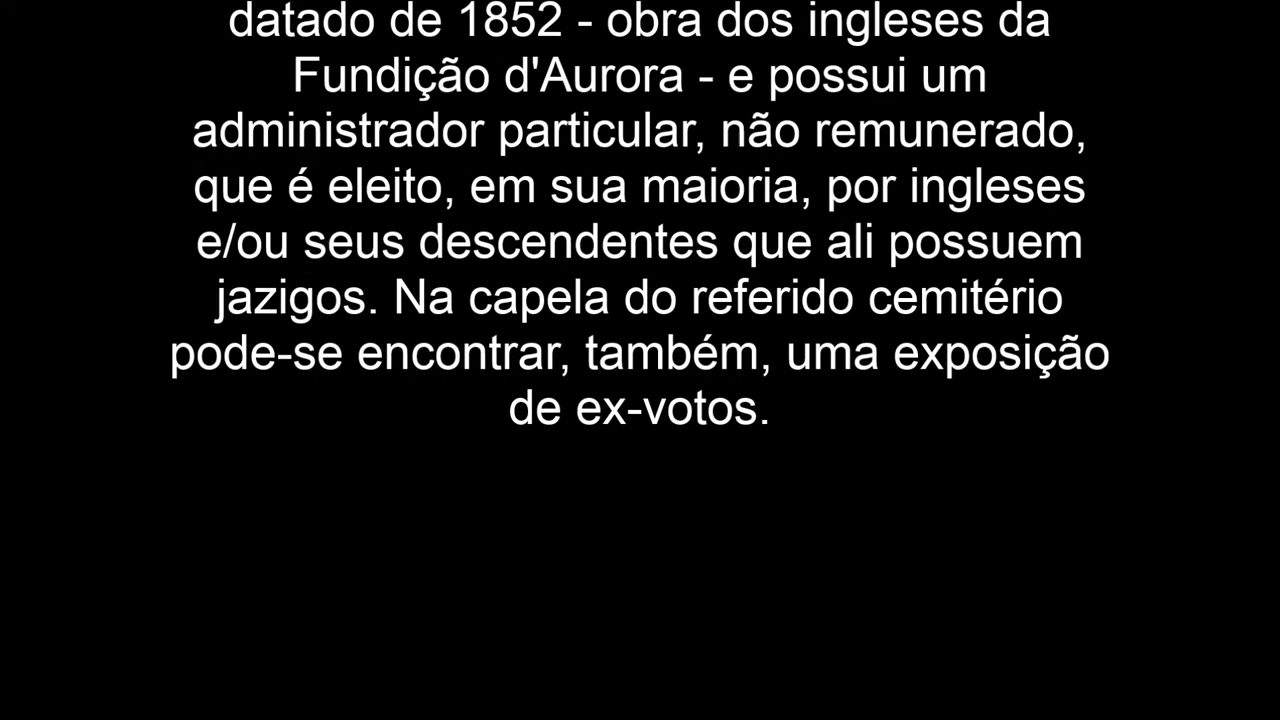 datado de 1852 - obra dos ingleses da
Fundição d'Aurora - e possui um
administrador particular, não remunerado,
que é eleito, em sua maioria, por ingleses
e/ou seus descendentes que ali possuem
jazigos. Na capela do referido cemitério
pode-se encontrar, também, uma exposição
de ex-votos.